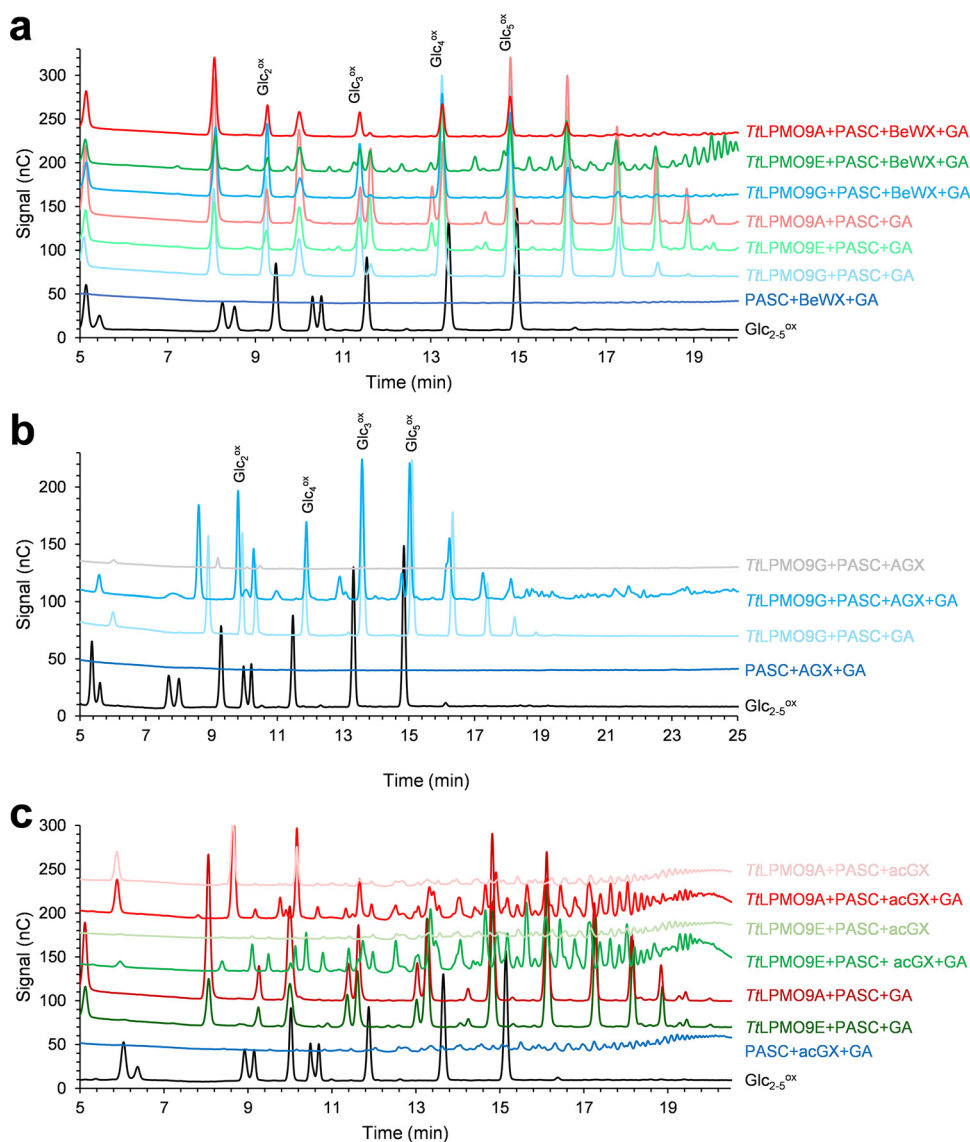 a
Glc2ox
Glc3ox
Glc4ox
Glc5ox
Signal (nC)
300
250
200
150
100
50
0
TtLPMO9A+PASC+BeWX+GA
TtLPMO9E+PASC+BeWX+GA
TtLPMO9G+PASC+BeWX+GA
TtLPMO9A+PASC+GA
TtLPMO9E+PASC+GA
TtLPMO9G+PASC+GA
PASC+BeWX+GA
Glc2-5ox
5 7 9 11 13 15 17 19
Time (min)
b
Glc2ox
Glc4ox
Glc3ox
Glc5ox
Signal (nC)
200
150
100
50
0
TtLPMO9G+PASC+AGX
TtLPMO9G+PASC+AGX+GA
TtLPMO9G+PASC+GA
PASC+AGX+GA
Glc2-5ox
5 7 9 11 13 15 17 19 21 23 25
Time (min)
c
Signal (nC)
300
250
200
150
100
50
0
TtLPMO9A+PASC+acGX
TtLPMO9A+PASC+acGX+GA
TtLPMO9E+PASC+acGX
TtLPMO9E+PASC+ acGX+GA
TtLPMO9A+PASC+GA
TtLPMO9E+PASC+GA
PASC+acGX+GA
Glc2-5ox
5 7 9 11 13 15 17 19
Time (min)